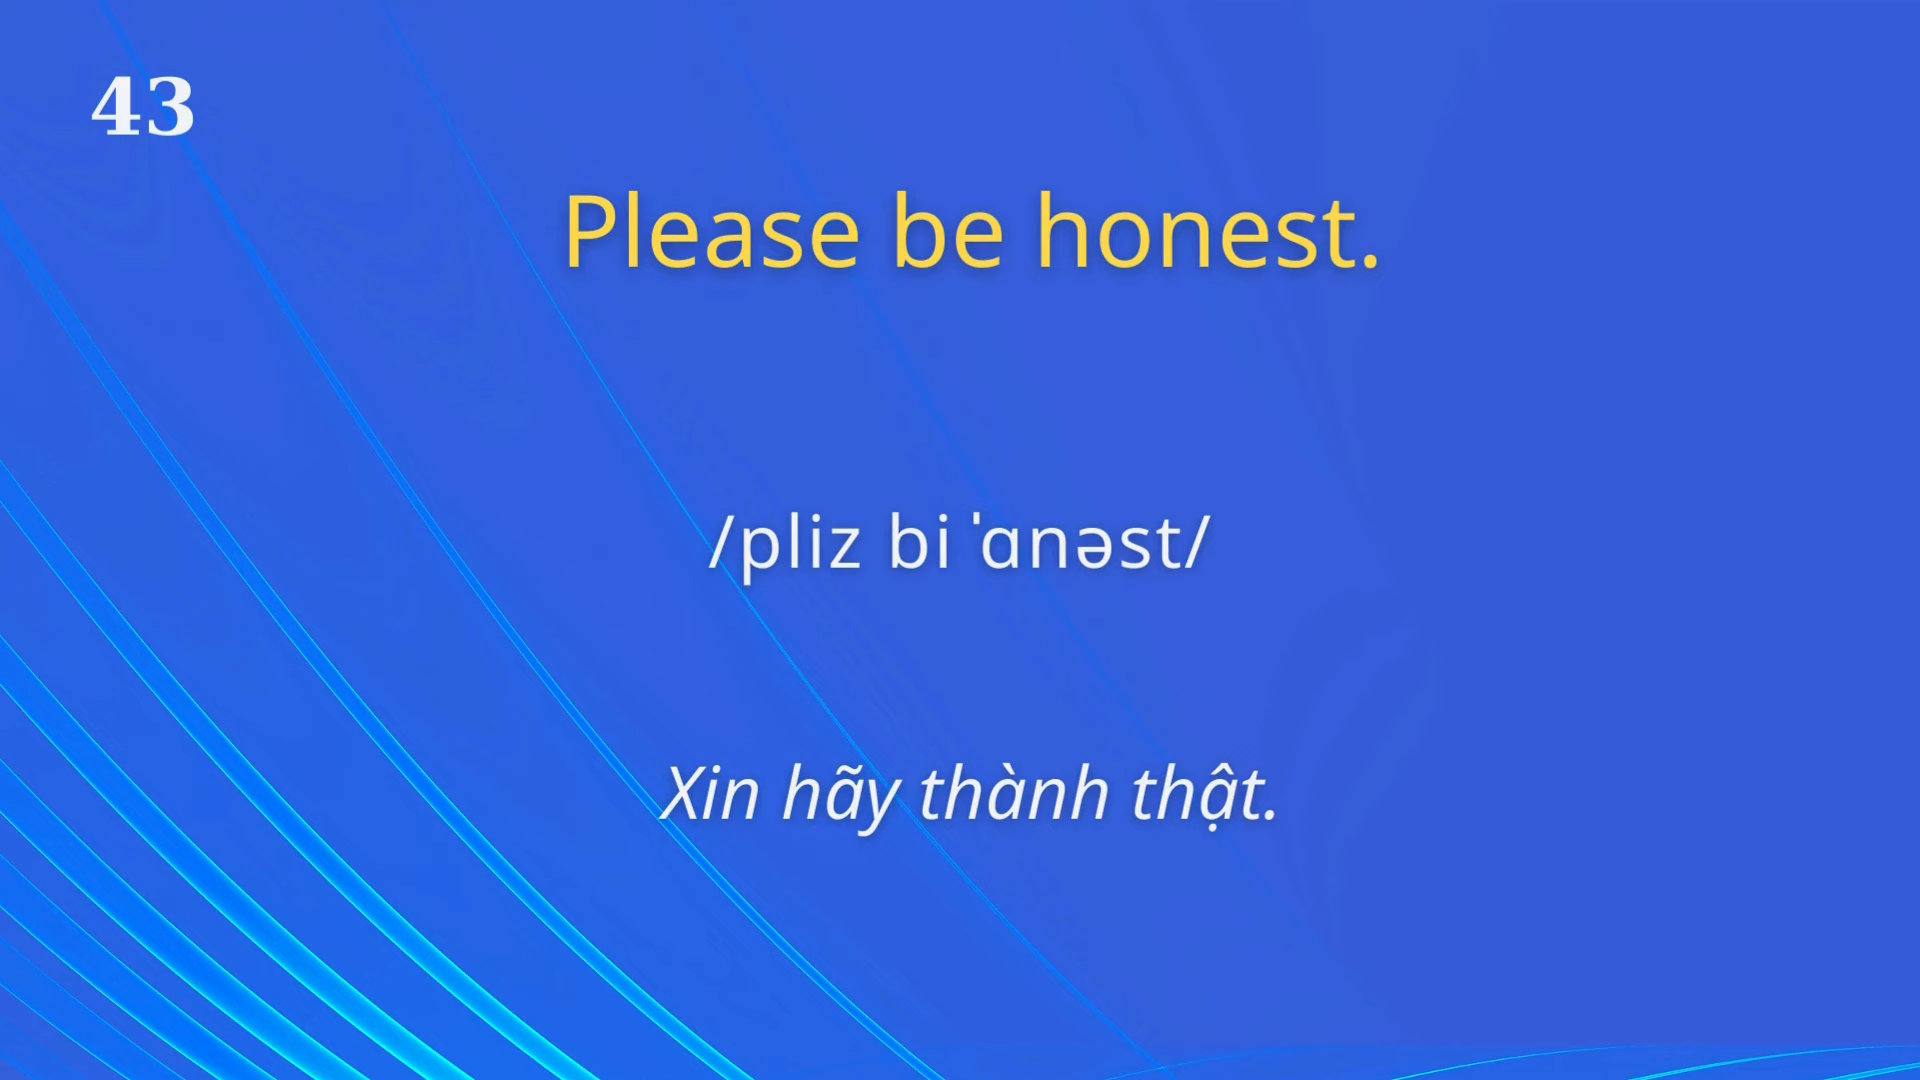 43
Please be honest.
/pliz bi ˈɑnəst/
Xin hãy thành thật.